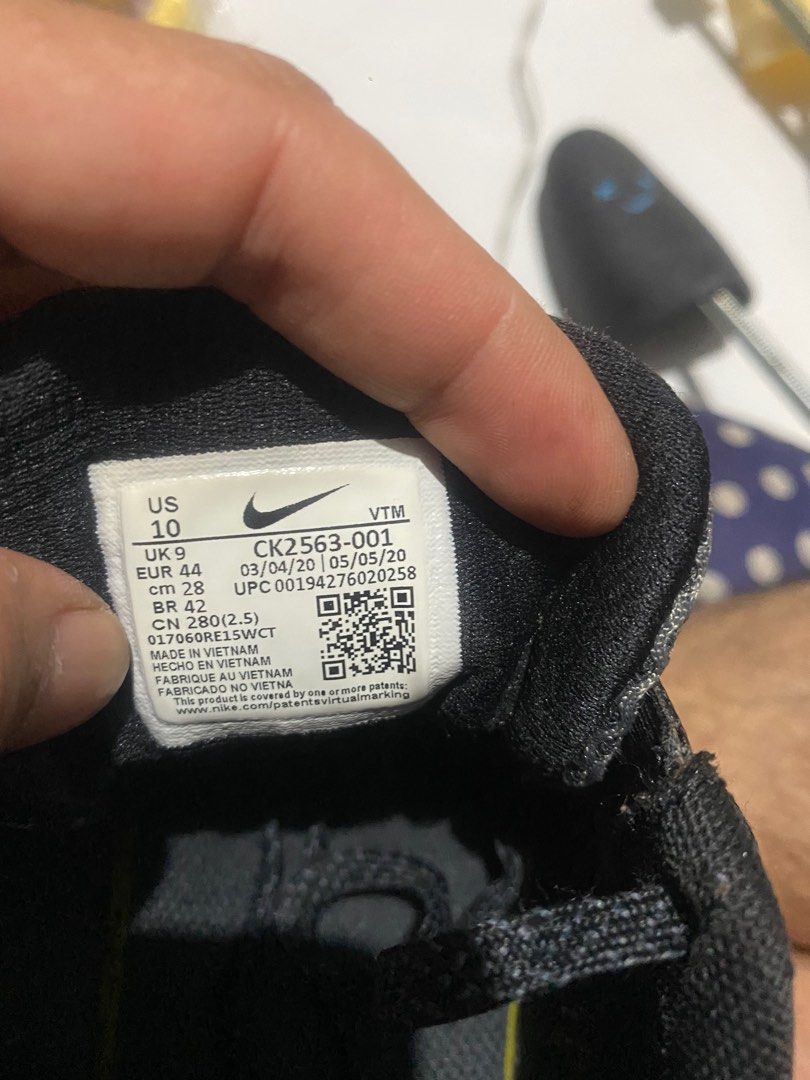 US
10
VTM
UK 9
CK2563-001
EUR 44
03/04/20 | 05/05/20
cm 28
UPC 00194276020258
BR 42
CN 280(2.5)
017060RE15WCT
MADE IN VIETNAM
HECHO EN VIETNAM
FABRIQUE AU VIETNAM
FABRICADO NO VIETNA
This product is covered by one or more patents:
www.nike.com/patentsvirtualmarking